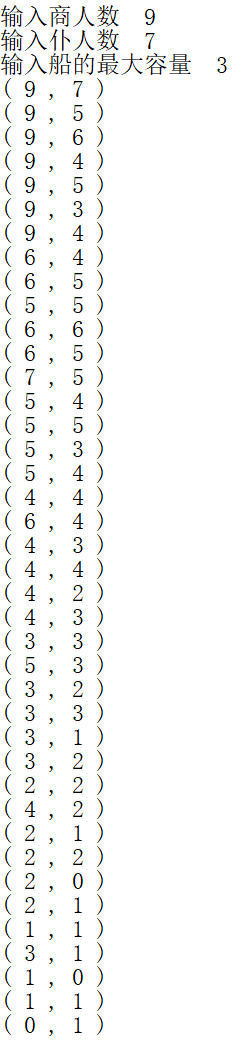 输入商人数  9
输入仆人数  7
输入船的最大容量  3
( 9 , 7 )
( 9 , 5 )
( 9 , 6 )
( 9 , 4 )
( 9 , 5 )
( 9 , 3 )
( 9 , 4 )
( 6 , 4 )
( 6 , 5 )
( 5 , 5 )
( 6 , 6 )
( 6 , 5 )
( 7 , 5 )
( 5 , 4 )
( 5 , 5 )
( 5 , 3 )
( 5 , 4 )
( 4 , 4 )
( 6 , 4 )
( 4 , 3 )
( 4 , 4 )
( 4 , 2 )
( 4 , 3 )
( 3 , 3 )
( 5 , 3 )
( 3 , 2 )
( 3 , 3 )
( 3 , 1 )
( 3 , 2 )
( 2 , 2 )
( 4 , 2 )
( 2 , 1 )
( 2 , 2 )
( 2 , 0 )
( 2 , 1 )
( 1 , 1 )
( 3 , 1 )
( 1 , 0 )
( 1 , 1 )
( 0 , 1 )